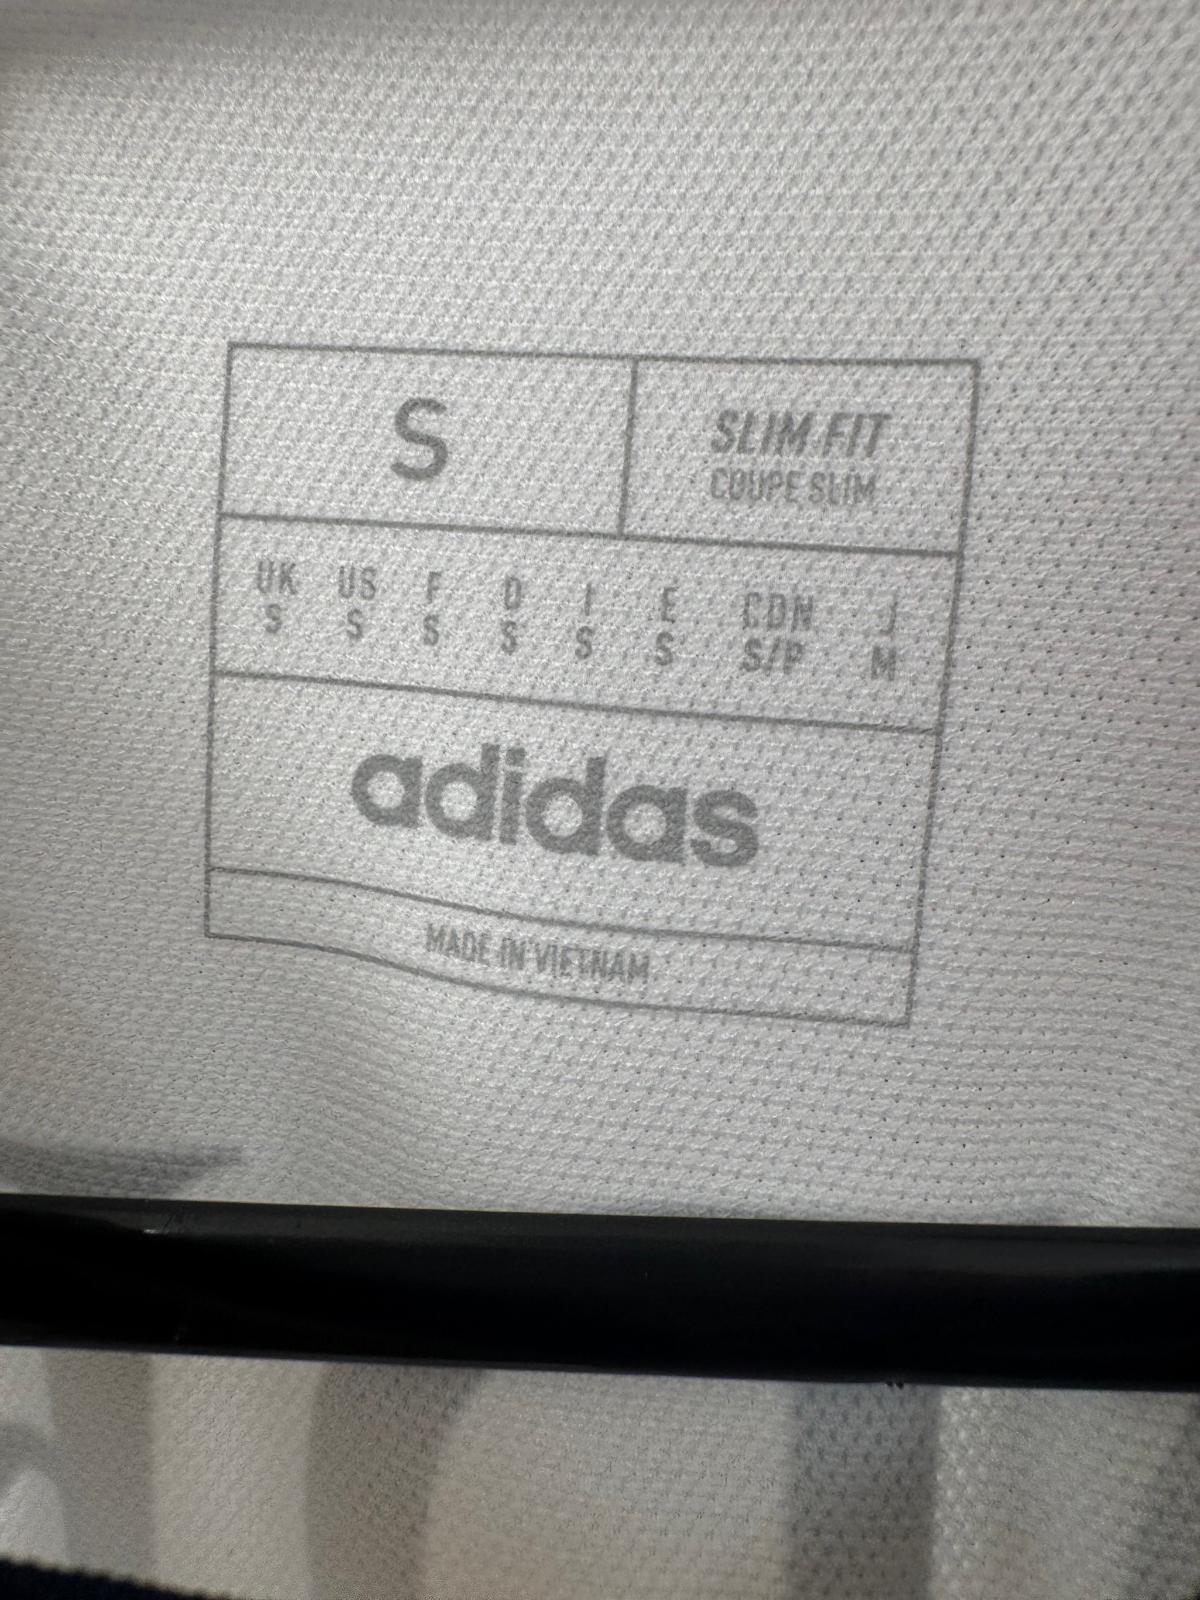 S
SLIM FIT
COUPE SLIM
UK US F D I E CDN J
S S S S S S S/P M
adidas
MADE IN VIETNAM